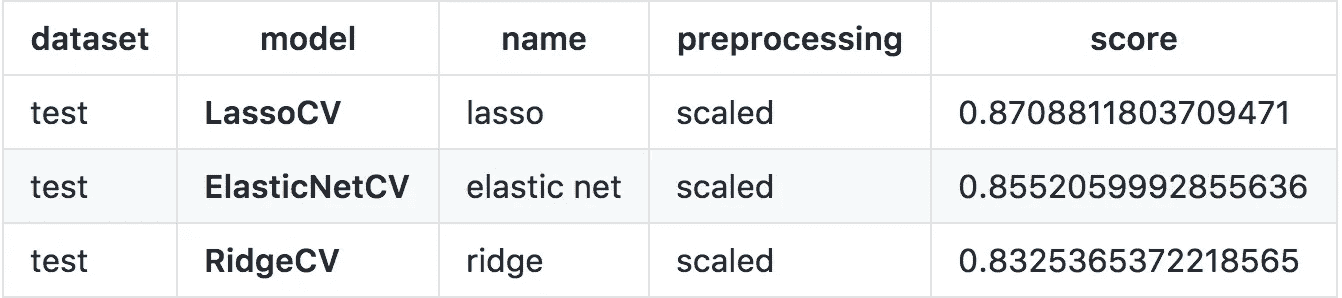 dataset model name preprocessing score
test LassoCV lasso scaled 0.8708811803709471
test ElasticNetCV elastic net scaled 0.8552059992855636
test RidgeCV ridge scaled 0.8325365372218565